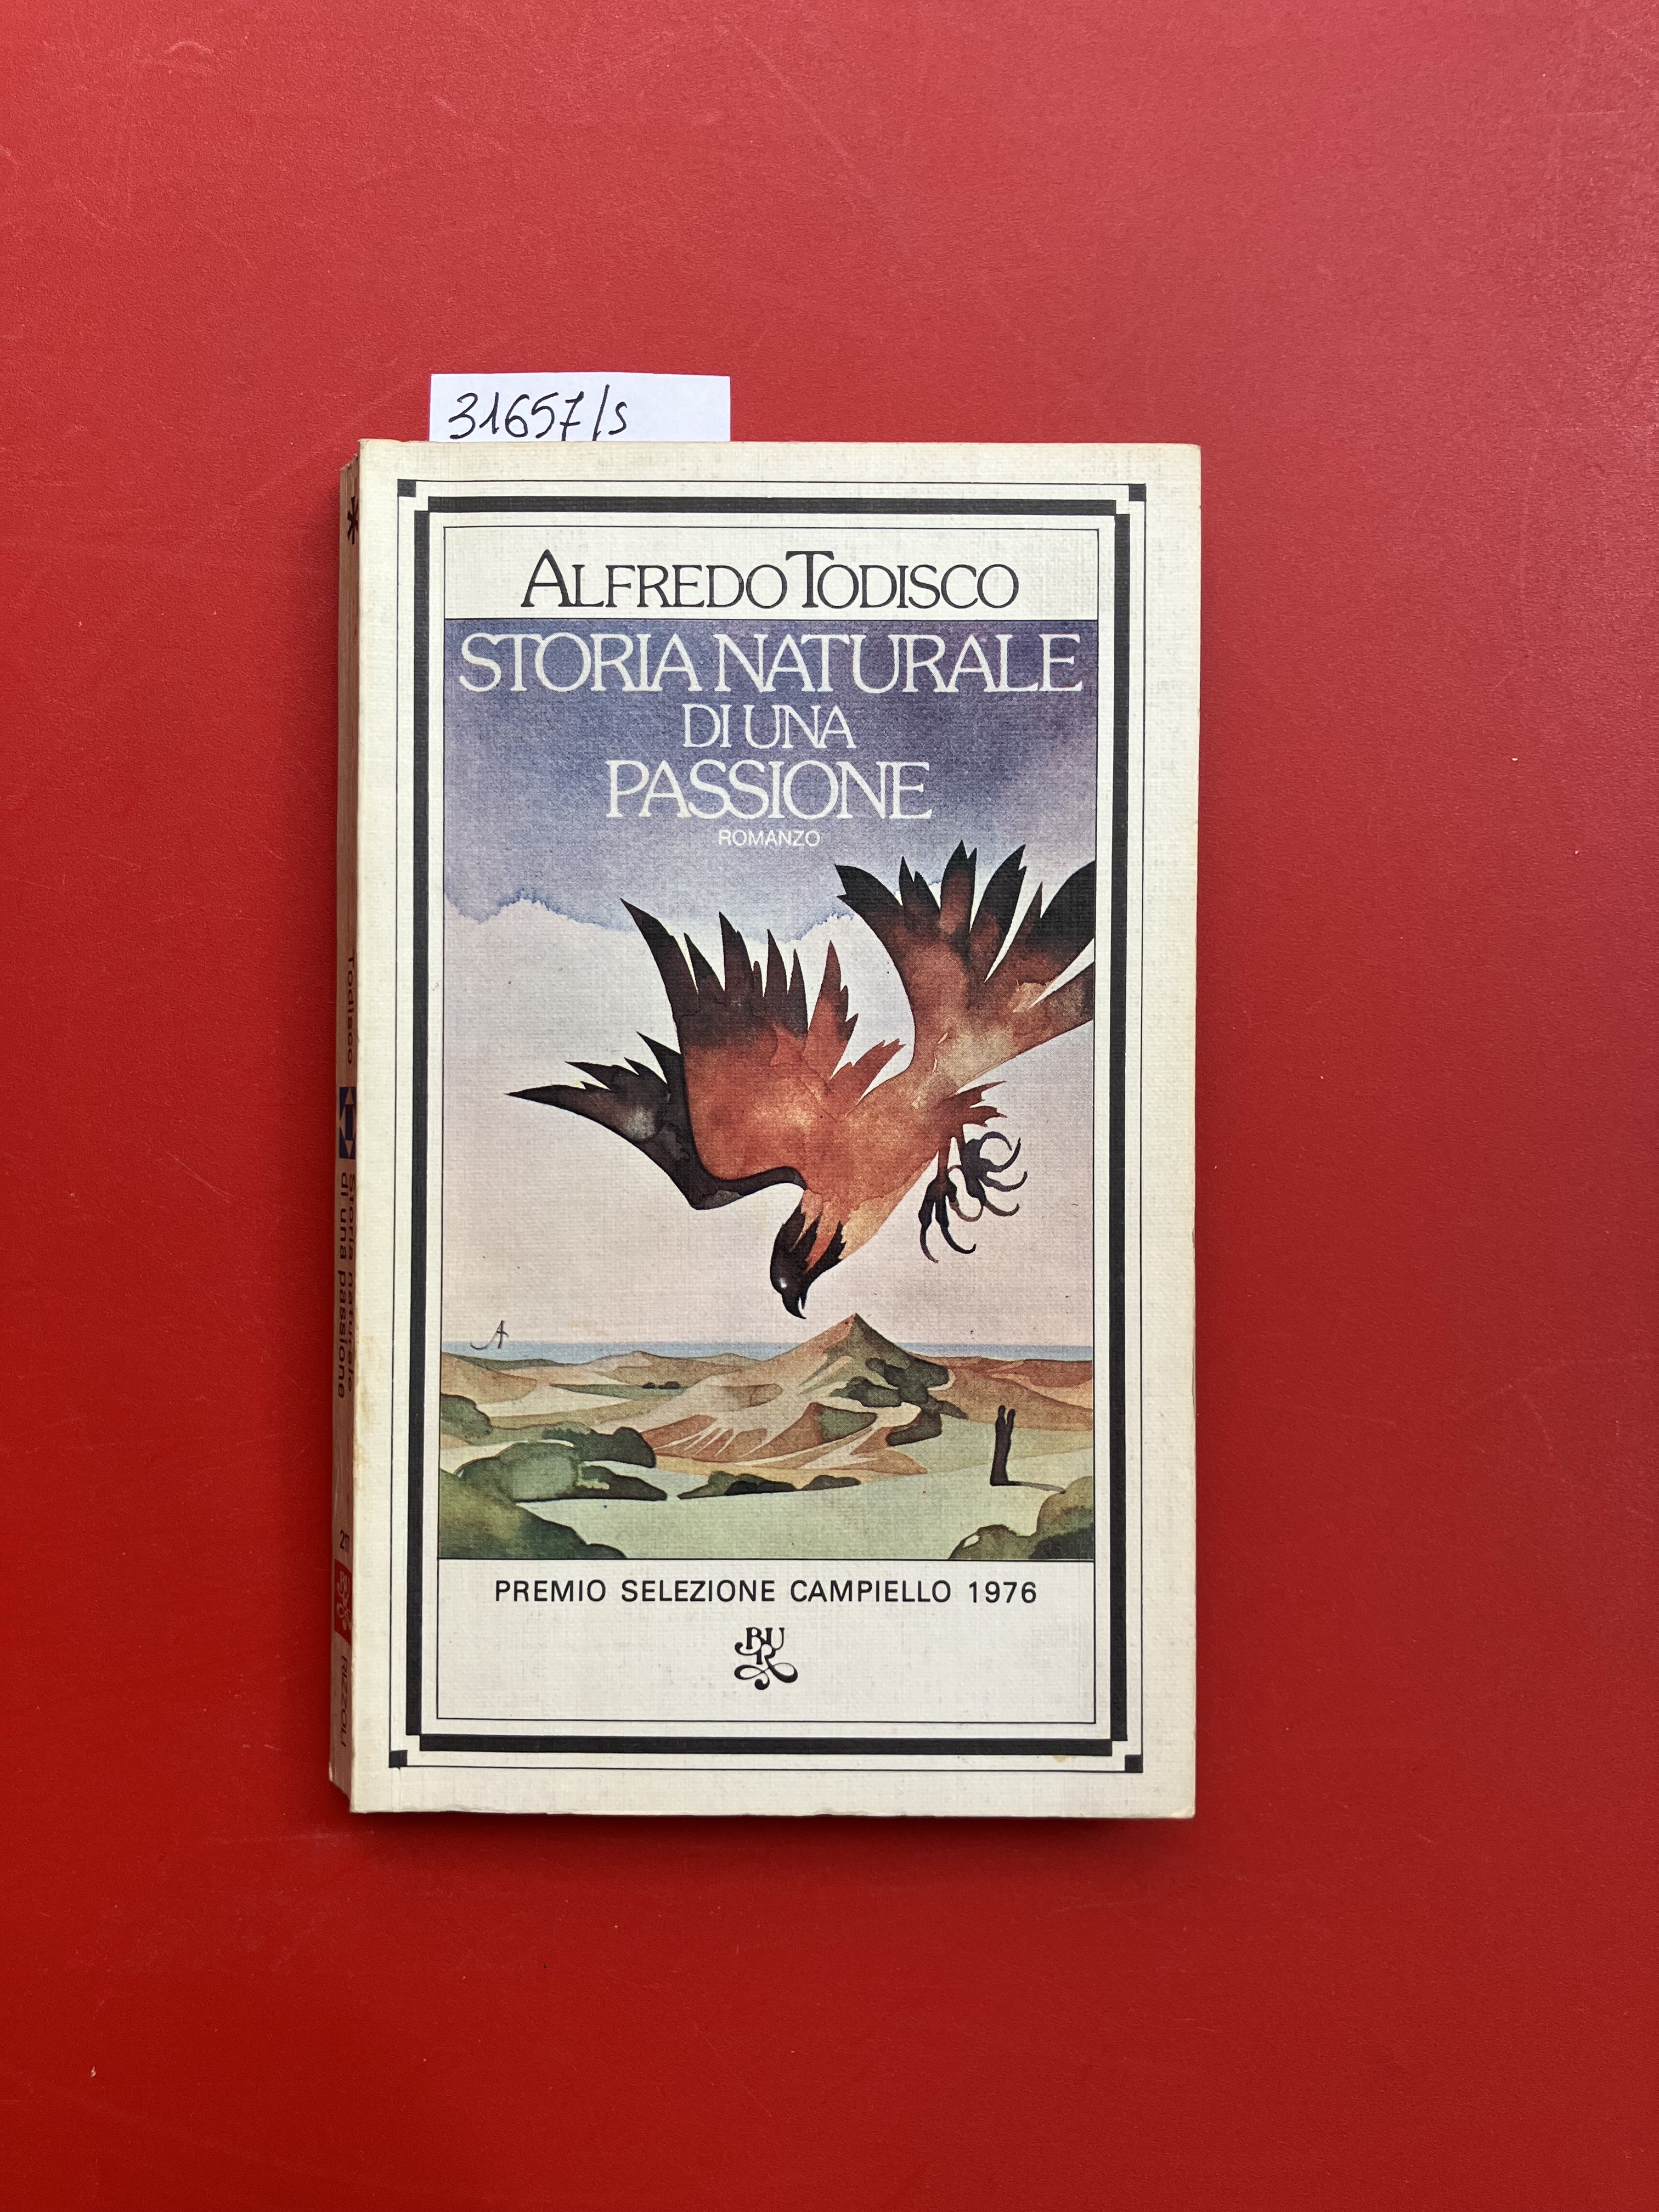 31657/s
ALFREDO TODISCO
STORIA NATURALE
DI UNA
PASSIONE
ROMANZO
A
PREMIO SELEZIONE CAMPIELLO 1976
BUR
*
Todisco
Storia naturale
di una passione
BUR
RIZZOLI